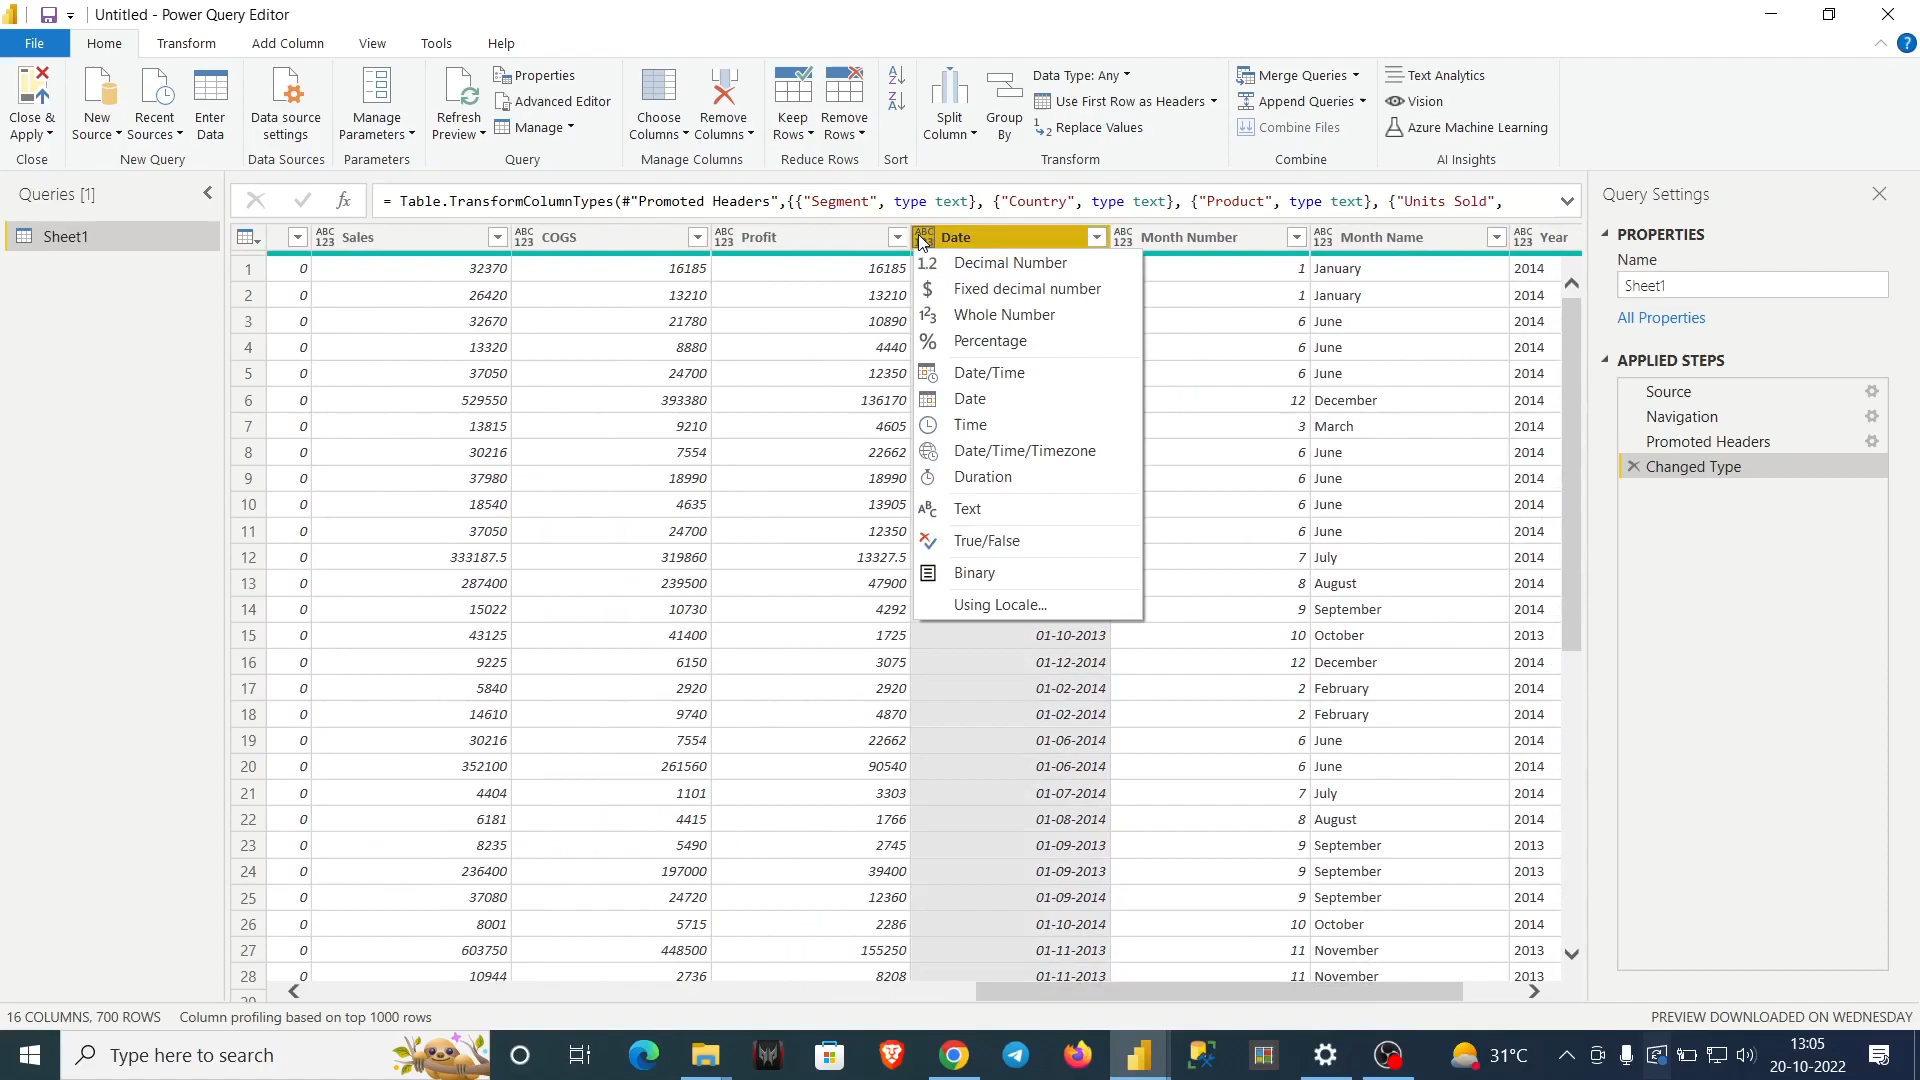 Untitled - Power Query Editor
File Home Transform Add Column View Tools Help
Close & Apply
New Source
Recent Sources
Enter Data
Data source settings
Manage Parameters
Refresh Preview
Properties
Advanced Editor
Manage
Choose Columns
Remove Columns
Keep Rows
Remove Rows
Split Column
Group By
Data Type: Any
Use First Row as Headers
Replace Values
Merge Queries
Append Queries
Combine Files
Text Analytics
Vision
Azure Machine Learning
Close New Query Data Sources Parameters Query Manage Columns Reduce Rows Sort Transform Combine AI Insights
Queries [1]
Sheet1
fx = Table.TransformColumnTypes(#"Promoted Headers",{{"Segment", type text}, {"Country", type text}, {"Product", type text}, {"Units Sold",
ABC 123 Sales ABC 123 COGS ABC 123 Profit ABC 123 Date ABC 123 Month Number ABC 123 Month Name ABC 123 Year
1 0 32370 16185 16185 1 January 2014
2 0 26420 13210 13210 1 January 2014
3 0 32670 21780 10890 6 June 2014
4 0 13320 8880 4440 6 June 2014
5 0 37050 24700 12350 6 June 2014
6 0 529550 393380 136170 12 December 2014
7 0 13815 9210 4605 3 March 2014
8 0 30216 7554 22662 6 June 2014
9 0 37980 18990 18990 6 June 2014
10 0 18540 4635 13905 6 June 2014
11 0 37050 24700 12350 6 June 2014
12 0 333187.5 319860 13327.5 7 July 2014
13 0 287400 239500 47900 8 August 2014
14 0 15022 10730 4292 9 September 2014
15 0 43125 41400 1725 01-10-2013 10 October 2013
16 0 9225 6150 3075 01-12-2014 12 December 2014
17 0 5840 2920 2920 01-02-2014 2 February 2014
18 0 14610 9740 4870 01-02-2014 2 February 2014
19 0 30216 7554 22662 01-06-2014 6 June 2014
20 0 352100 261560 90540 01-06-2014 6 June 2014
21 0 4404 1101 3303 01-07-2014 7 July 2014
22 0 6181 4415 1766 01-08-2014 8 August 2014
23 0 8235 5490 2745 01-09-2013 9 September 2013
24 0 236400 197000 39400 01-09-2013 9 September 2013
25 0 37080 24720 12360 01-09-2014 9 September 2014
26 0 8001 5715 2286 01-10-2014 10 October 2014
27 0 603750 448500 155250 01-11-2013 11 November 2013
28 0 10944 2736 8208 01-11-2013 11 November 2013
1.2 Decimal Number
$ Fixed decimal number
123 Whole Number
% Percentage
Date/Time
Date
Time
Date/Time/Timezone
Duration
ABC Text
True/False
Binary
Using Locale...
Query Settings
PROPERTIES
Name
Sheet1
All Properties
APPLIED STEPS
Source
Navigation
Promoted Headers
Changed Type
16 COLUMNS, 700 ROWS Column profiling based on top 1000 rows PREVIEW DOWNLOADED ON WEDNESDAY
Type here to search
31°C
13:05
20-10-2022